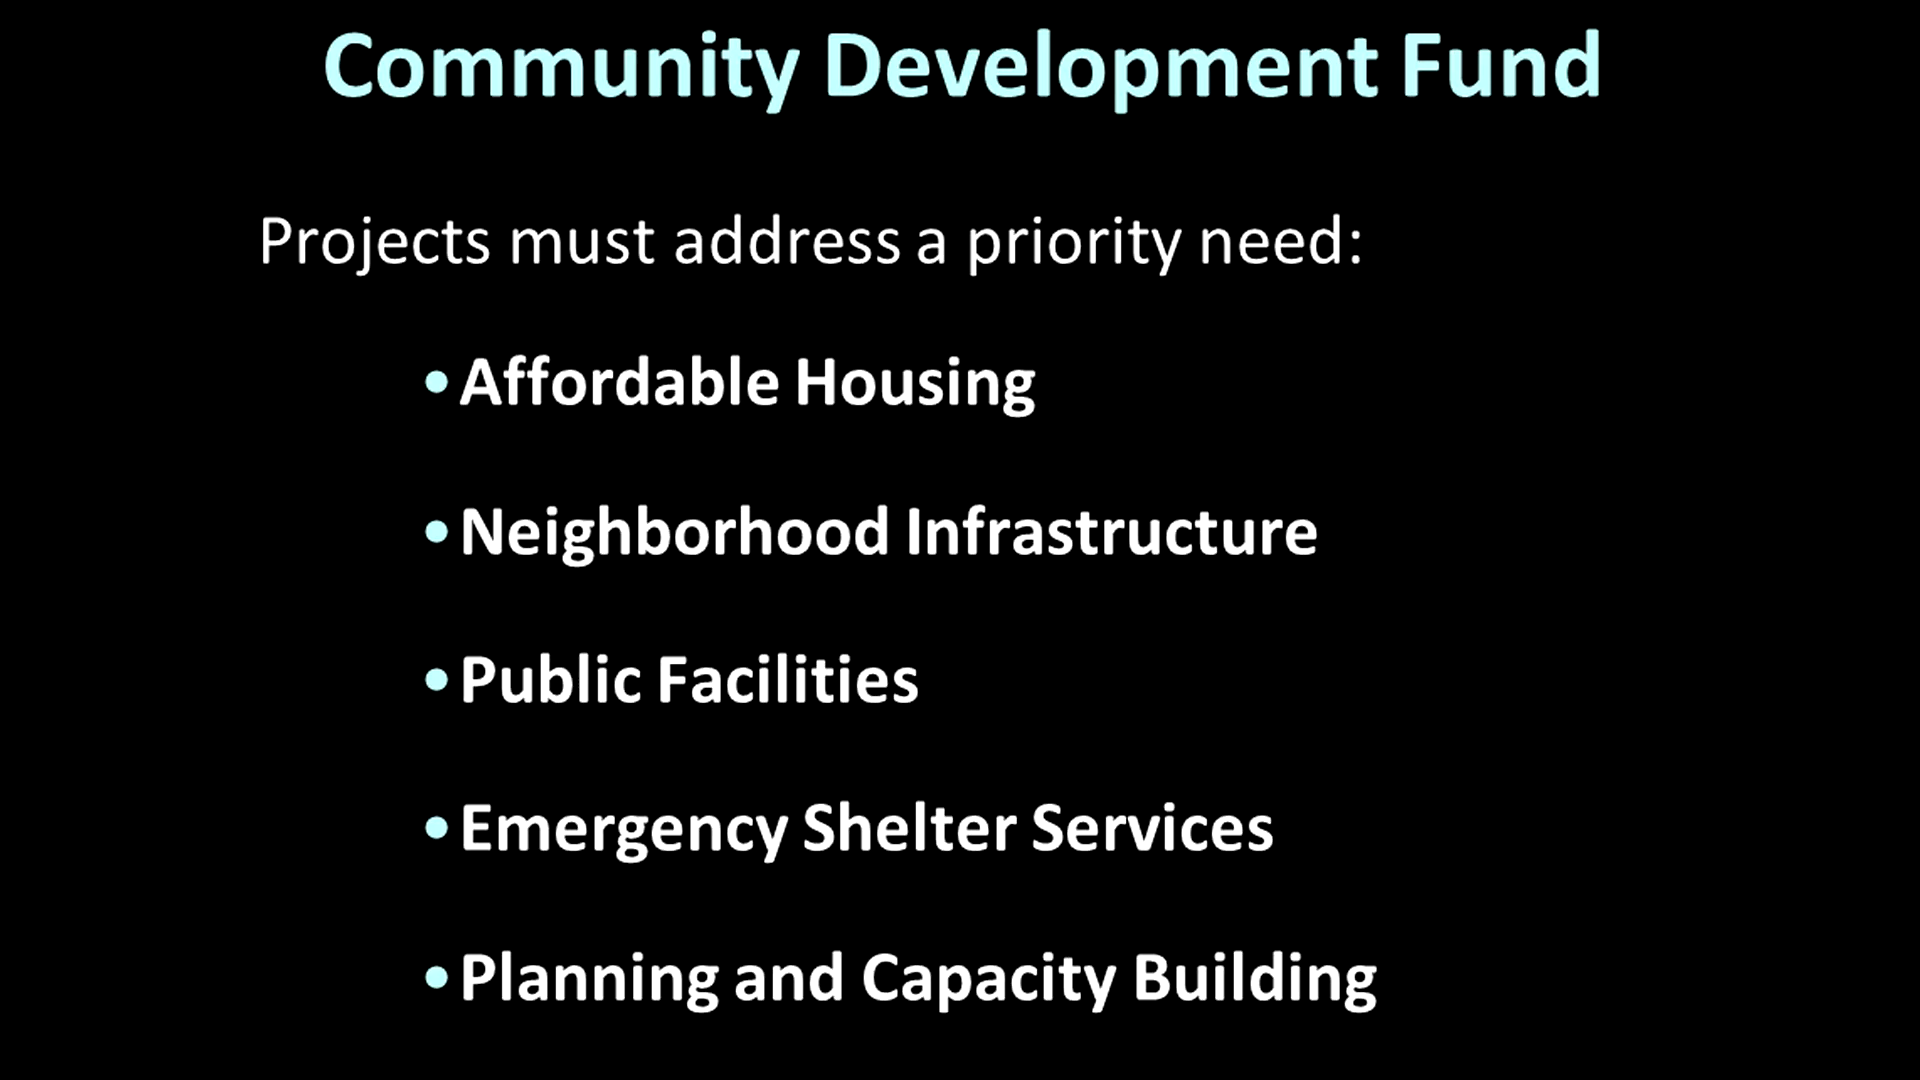 Community Development Fund
Projects must address a priority need:
•Affordable Housing
•Neighborhood Infrastructure
•Public Facilities
•Emergency Shelter Services
•Planning and Capacity Building